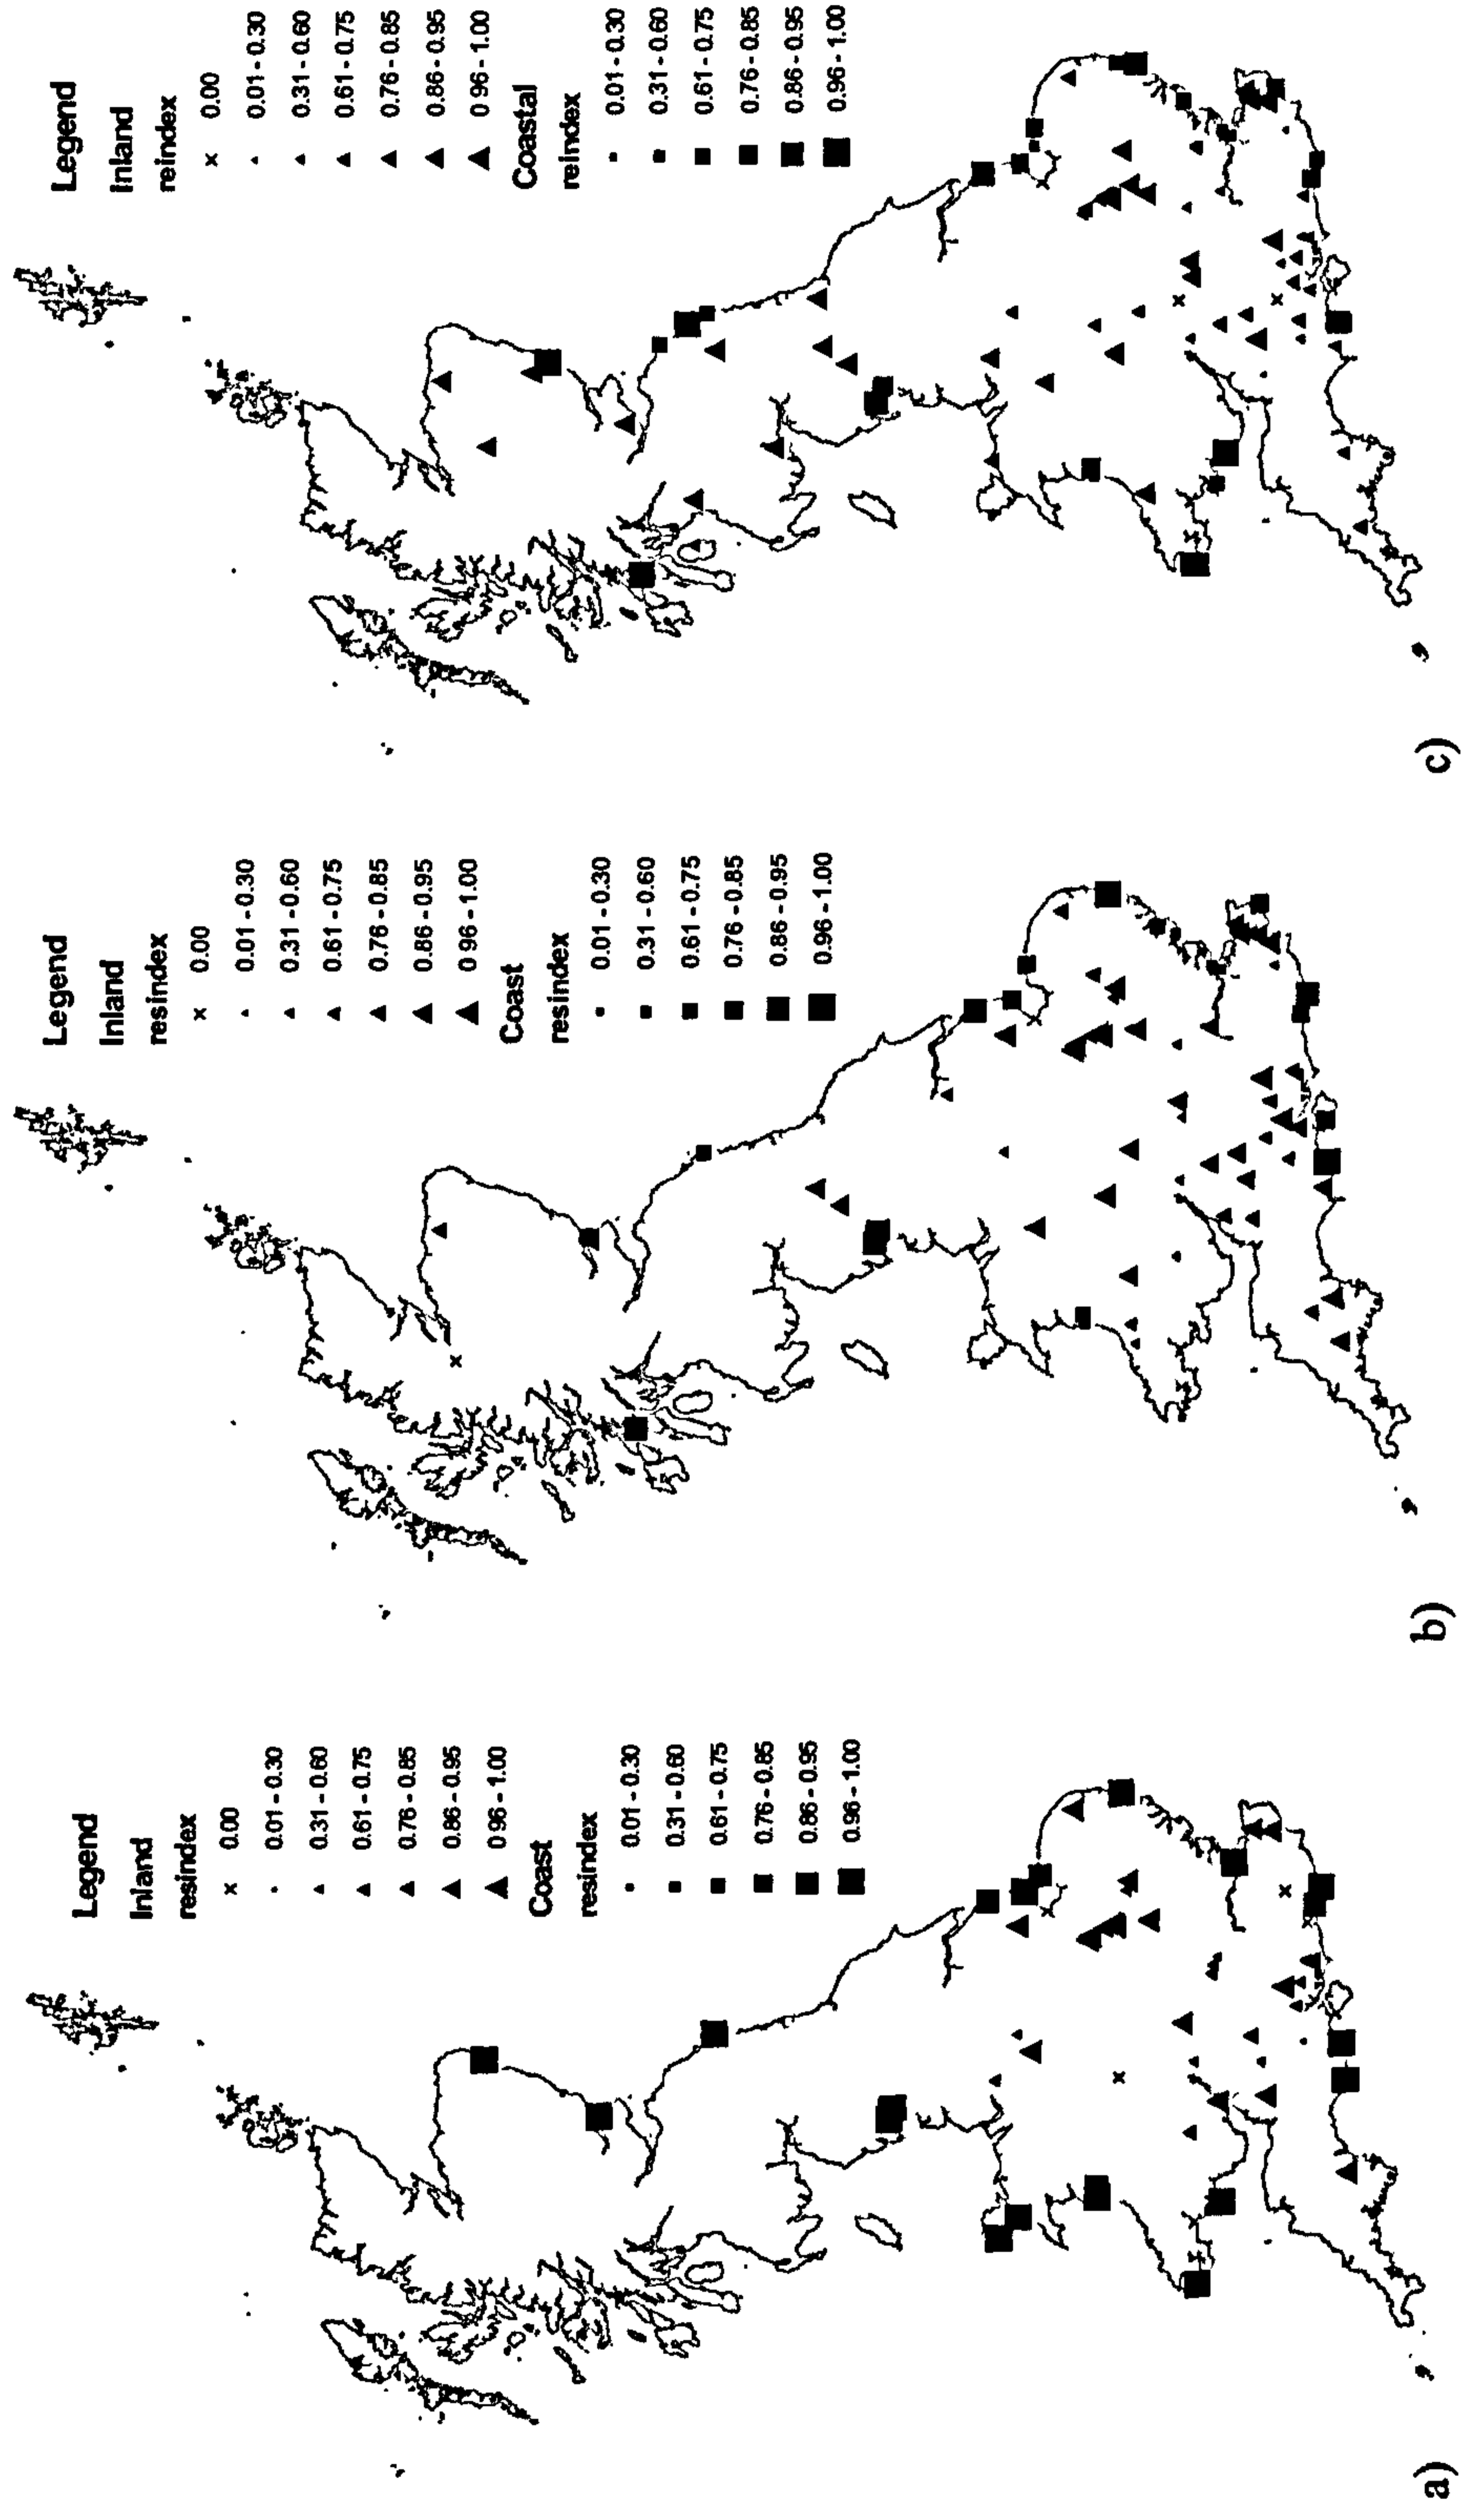 Legend
Inland
resindex
0.00
0.01 - 0.30
0.31 - 0.60
0.61 - 0.75
0.76 - 0.85
0.86 - 0.95
0 96 - 1.00
Coast
resindex
0.01 - 0.30
0.31 - 0.60
0.61 - 0.75
0.76 - 0.85
0.86 - 0.95
0.96 - 1.00
a)
Legend
Inland
resindex
0.00
0.01 - 0.30
0.31 - 0.60
0.61 - 0.75
0.76 - 0.85
0.86 - 0.95
0 96 - 1.00
Coast
resindex
0.01 - 0.30
0.31 - 0.60
0.61 - 0.75
0.76 - 0.85
0.86 - 0.95
0.96 - 1.00
b)
Legend
inland
reindex
0.00
0.01 - 0.30
0.31 - 0.60
0.61 - 0.75
0.76 - 0.85
0.86 - 0.95
0 96 - 1.00
Coastal
reindex
0.01 - 0.30
0.31 - 0.60
0.61 - 0.75
0.76 - 0.85
0.86 - 0.95
0.96 - 1.00
c)